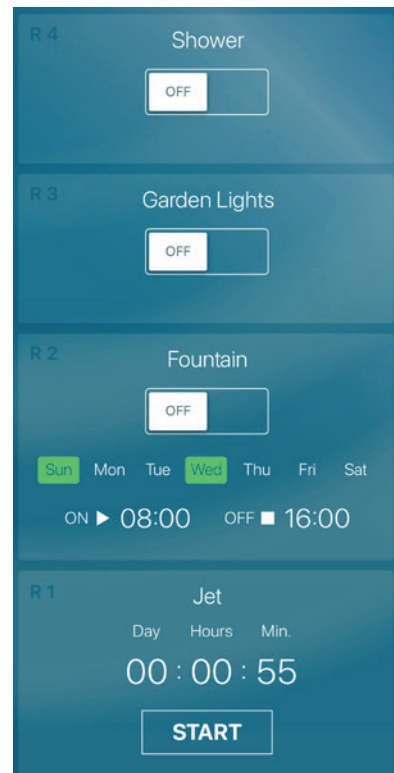 R 4
Shower
OFF
R 3
Garden Lights
OFF
R 2
Fountain
OFF
Sun Mon Tue Wed Thu Fri Sat
ON 08:00 OFF 16:00
R 1
Jet
Day Hours Min.
00 : 00 : 55
START